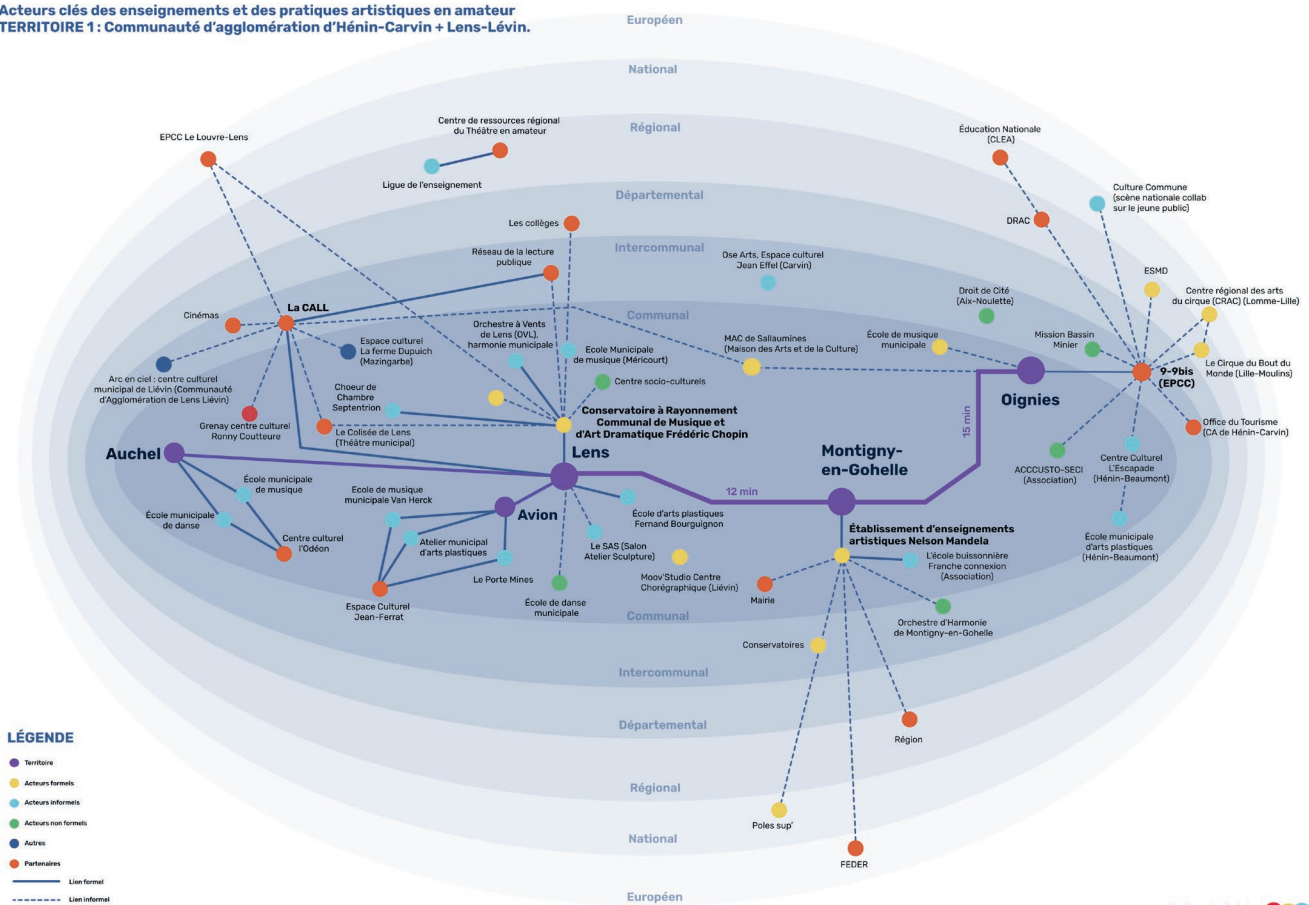 Acteurs clés des enseignements et des pratiques artistiques en amateur
TERRITOIRE 1 : Communauté d'agglomération d'Hénin-Carvin + Lens-Lévin.
Européen
National
Régional
Départemental
Intercommunal
Communal
EPCC Le Louvre-Lens
Centre de ressources régional
du Théâtre en amateur
Ligue de l'enseignement
Éducation Nationale
(CLEA)
Culture Commune
(scène nationale collab
sur le jeune public)
DRAC
Les collèges
Réseau de la lecture
publique
Ose Arts, Espace culturel
Jean Effel (Carvin)
ESMD
Centre régional des arts
du cirque (CRAC) (Lomme-Lille)
Droit de Cité
(Aix-Noulette)
Cinémas
La CALL
Orchestre à Vents
de Lens (OVL),
harmonie municipale
Espace culturel
La ferme Dupuich
(Mazingarbe)
Ecole Municipale
de musique (Méricourt)
MAC de Sallaumines
(Maison des Arts et de la Culture)
École de musique
municipale
Mission Bassin
Minier
9-9bis
(EPCC)
Le Cirque du Bout du
Monde (Lille-Moulins)
Arc en ciel : centre culturel
municipal de Liévin (Communauté
d'Agglomération de Lens Liévin)
Choeur de
Chambre
Septentrion
Centre socio-culturels
Oignies
Grenay centre culturel
Ronny Coutteure
Le Colisée de Lens
(Théâtre municipal)
Conservatoire à Rayonnement
Communal de Musique et
d'Art Dramatique Frédéric Chopin
15 min
Office du Tourisme
(CA de Hénin-Carvin)
Auchel
Lens
Montigny-
en-Gohelle
ACCCUSTO-SECI
(Association)
Centre Culturel
L'Escapade
(Hénin-Beaumont)
École municipale
de musique
École municipale
de danse
Centre culturel
l'Odéon
Ecole de musique
municipale Van Herck
Avion
12 min
École d'arts plastiques
Fernand Bourguignon
Atelier municipal
d'arts plastiques
Le SAS (Salon
Atelier Sculpture)
Établissement d'enseignements
artistiques Nelson Mandela
École municipale
d'arts plastiques
(Hénin-Beaumont)
Le Porte Mines
Moov'Studio Centre
Chorégraphique (Liévin)
L'école buissonnière
Franche connexion
(Association)
Espace Culturel
Jean-Ferrat
École de danse
municipale
Mairie
Orchestre d'Harmonie
de Montigny-en-Gohelle
Communal
Conservatoires
Intercommunal
Départemental
Région
Régional
Poles sup'
National
FEDER
Européen
LÉGENDE
Territoire
Acteurs formels
Acteurs informels
Acteurs non formels
Autres
Partenaires
Lien formel
Lien informel